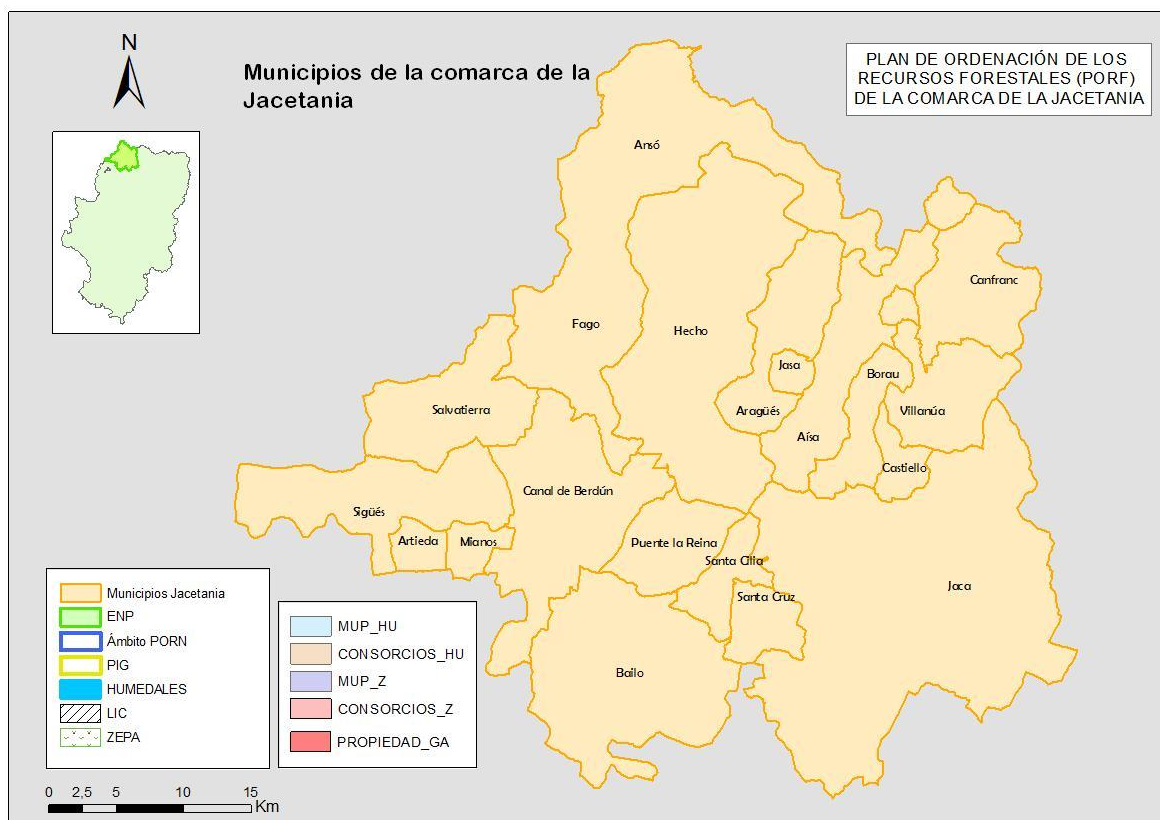 N
Municipios de la comarca de la
Jacetania
PLAN DE ORDENACIÓN DE LOS
RECURSOS FORESTALES (PORF)
DE LA COMARCA DE LA JACETANIA
Ansó
Canfranc
Fago
Hecho
Jasa
Borau
Salvatierra
Aragüés
Villanúa
Aísa
Castiello
Canal de Berdún
Sigüés
Artieda
Mianos
Puente la Reina
Santa Cilia
Jaca
Santa Cruz
Bailo
Municipios Jacetania
ENP
Ámbito PORN
PIG
HUMEDALES
LIC
ZEPA
MUP_HU
CONSORCIOS_HU
MUP_Z
CONSORCIOS_Z
PROPIEDAD_GA
0 2,5 5 10 15
Km